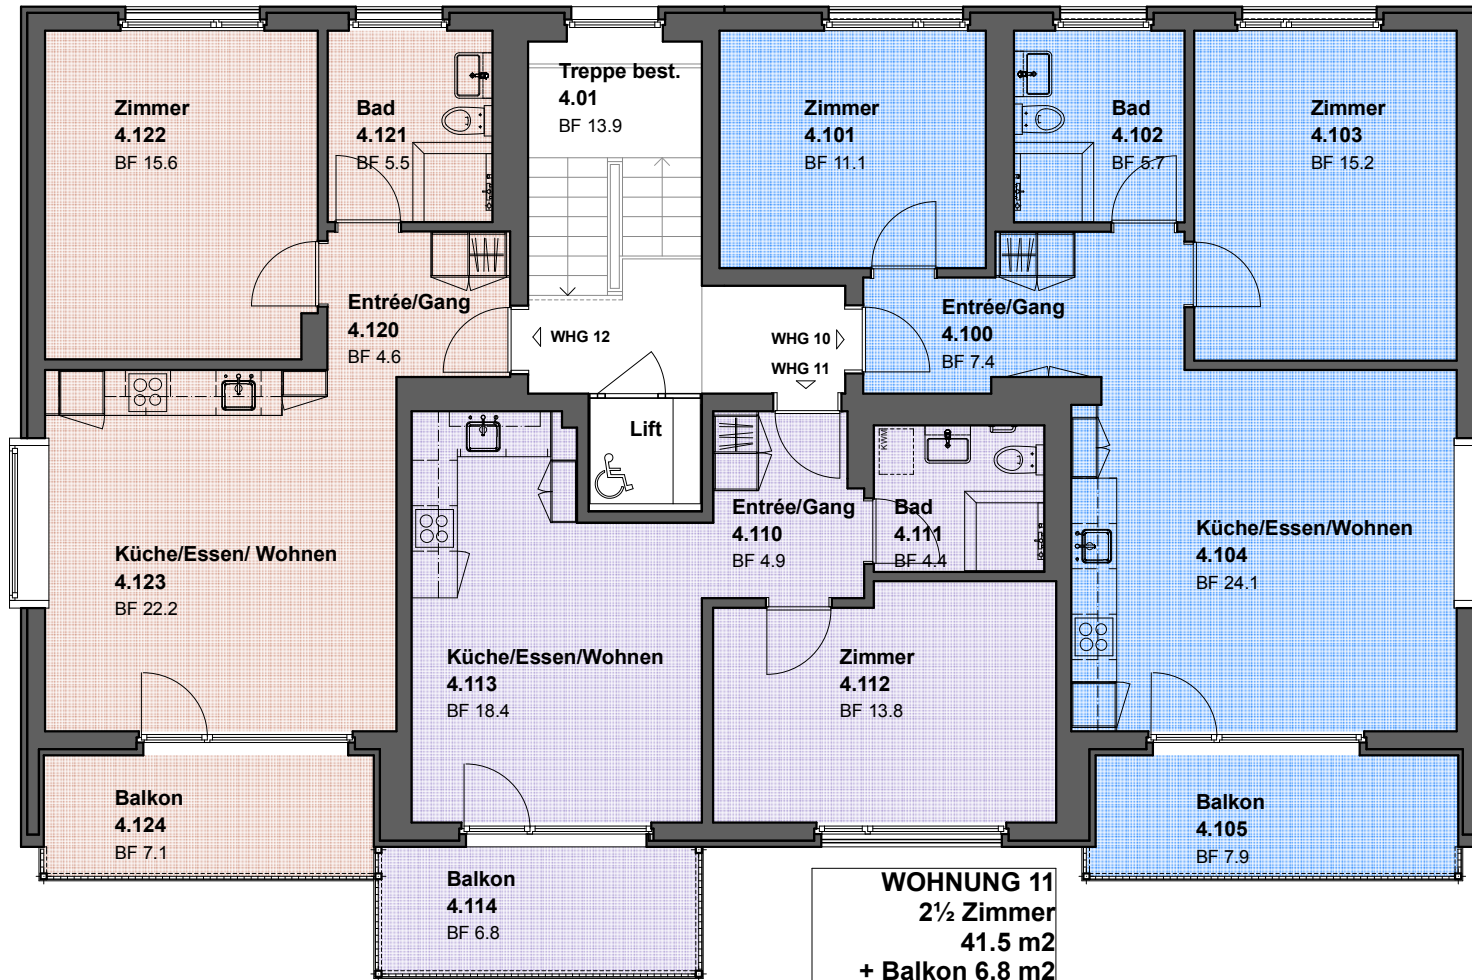 Zimmer
4.122
BF 15.6
Bad
4.121
BF 5.5
Treppe best.
4.01
BF 13.9
Zimmer
4.101
BF 11.1
Bad
4.102
BF 5.7
Zimmer
4.103
BF 15.2
Entrée/Gang
4.120
BF 4.6
WHG 12
WHG 10
WHG 11
Entrée/Gang
4.100
BF 7.4
Lift
KWM
Entrée/Gang
4.110
BF 4.9
Bad
4.111
BF 4.4
Küche/Essen/ Wohnen
4.123
BF 22.2
Küche/Essen/Wohnen
4.104
BF 24.1
Küche/Essen/Wohnen
4.113
BF 18.4
Zimmer
4.112
BF 13.8
Balkon
4.124
BF 7.1
Balkon
4.114
BF 6.8
Balkon
4.105
BF 7.9
WOHNUNG 11
2½ Zimmer
41.5 m2
+ Balkon 6.8 m2